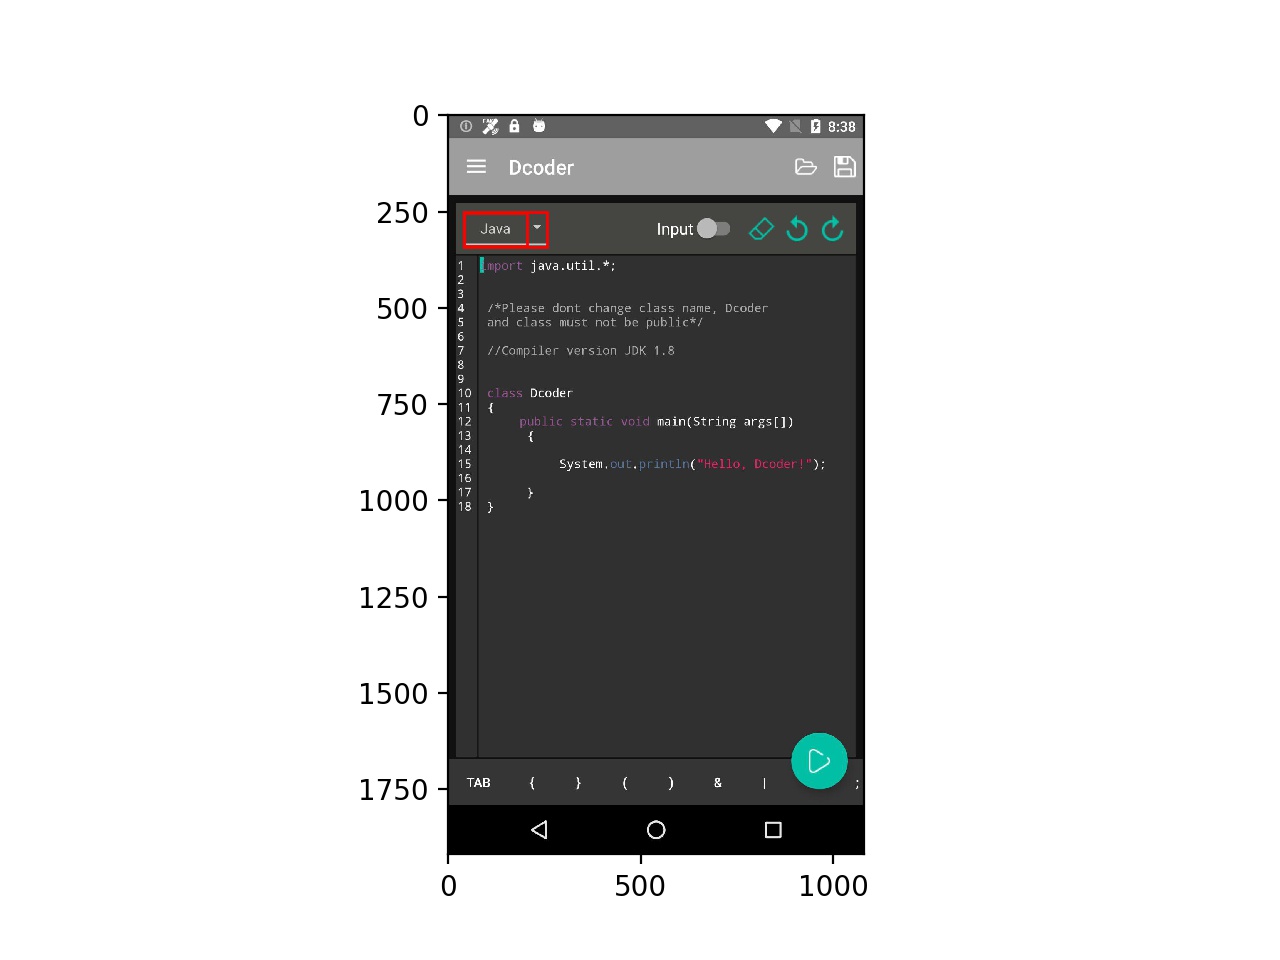 0
250
500
750
1000
1250
1500
1750
0 500 1000
8:38
Dcoder
Java Input
1 import java.util.*;
2
3
4 /*Please dont change class name, Dcoder
5 and class must not be public*/
6
7 //Compiler version JDK 1.8
8
9
10 class Dcoder
11 {
12 public static void main(String args[])
13 {
14
15 System.out.println("Hello, Dcoder!");
16
17 }
18 }
TAB { } ( ) & | ;